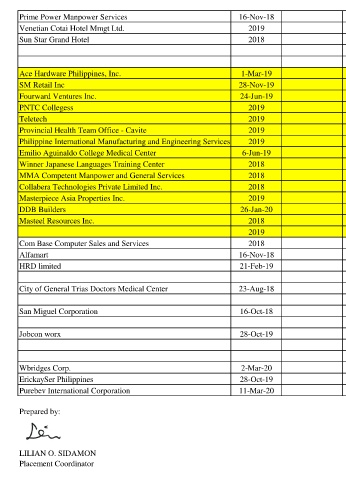 Prime Power Manpower Services 16-Nov-18
Venetian Cotai Hotel Mmgt Ltd. 2019
Sun Star Grand Hotel 2018
Ace Hardware Philippines, Inc. 1-Mar-19
SM Retail Inc 28-Nov-19
Fourward Ventures Inc. 24-Jun-19
PNTC Collegess 2019
Teletech 2019
Provincial Health Team Office - Cavite 2019
Philippine International Manufacturing and Engineering Services 2019
Emilio Aguinaldo College Medical Center 6-Jun-19
Winner Japanese Languages Training Center 2018
MMA Competent Manpower and General Services 2018
Collabera Technologies Private Limited Inc. 2018
Masterpiece Asia Properties Inc. 2019
DDB Builders 26-Jan-20
Masteel Resources Inc. 2018
2019
Com Base Computer Sales and Services 2018
Alfamart 16-Nov-18
HRD limited 21-Feb-19
City of General Trias Doctors Medical Center 23-Aug-18
San Miguel Corporation 16-Oct-18
Jobcon worx 28-Oct-19
Wbridges Corp. 2-Mar-20
ErickaySer Philippines 28-Oct-19
Purebev International Corporation 11-Mar-20
Prepared by:
LILIAN O. SIDAMON
Placement Coordinator